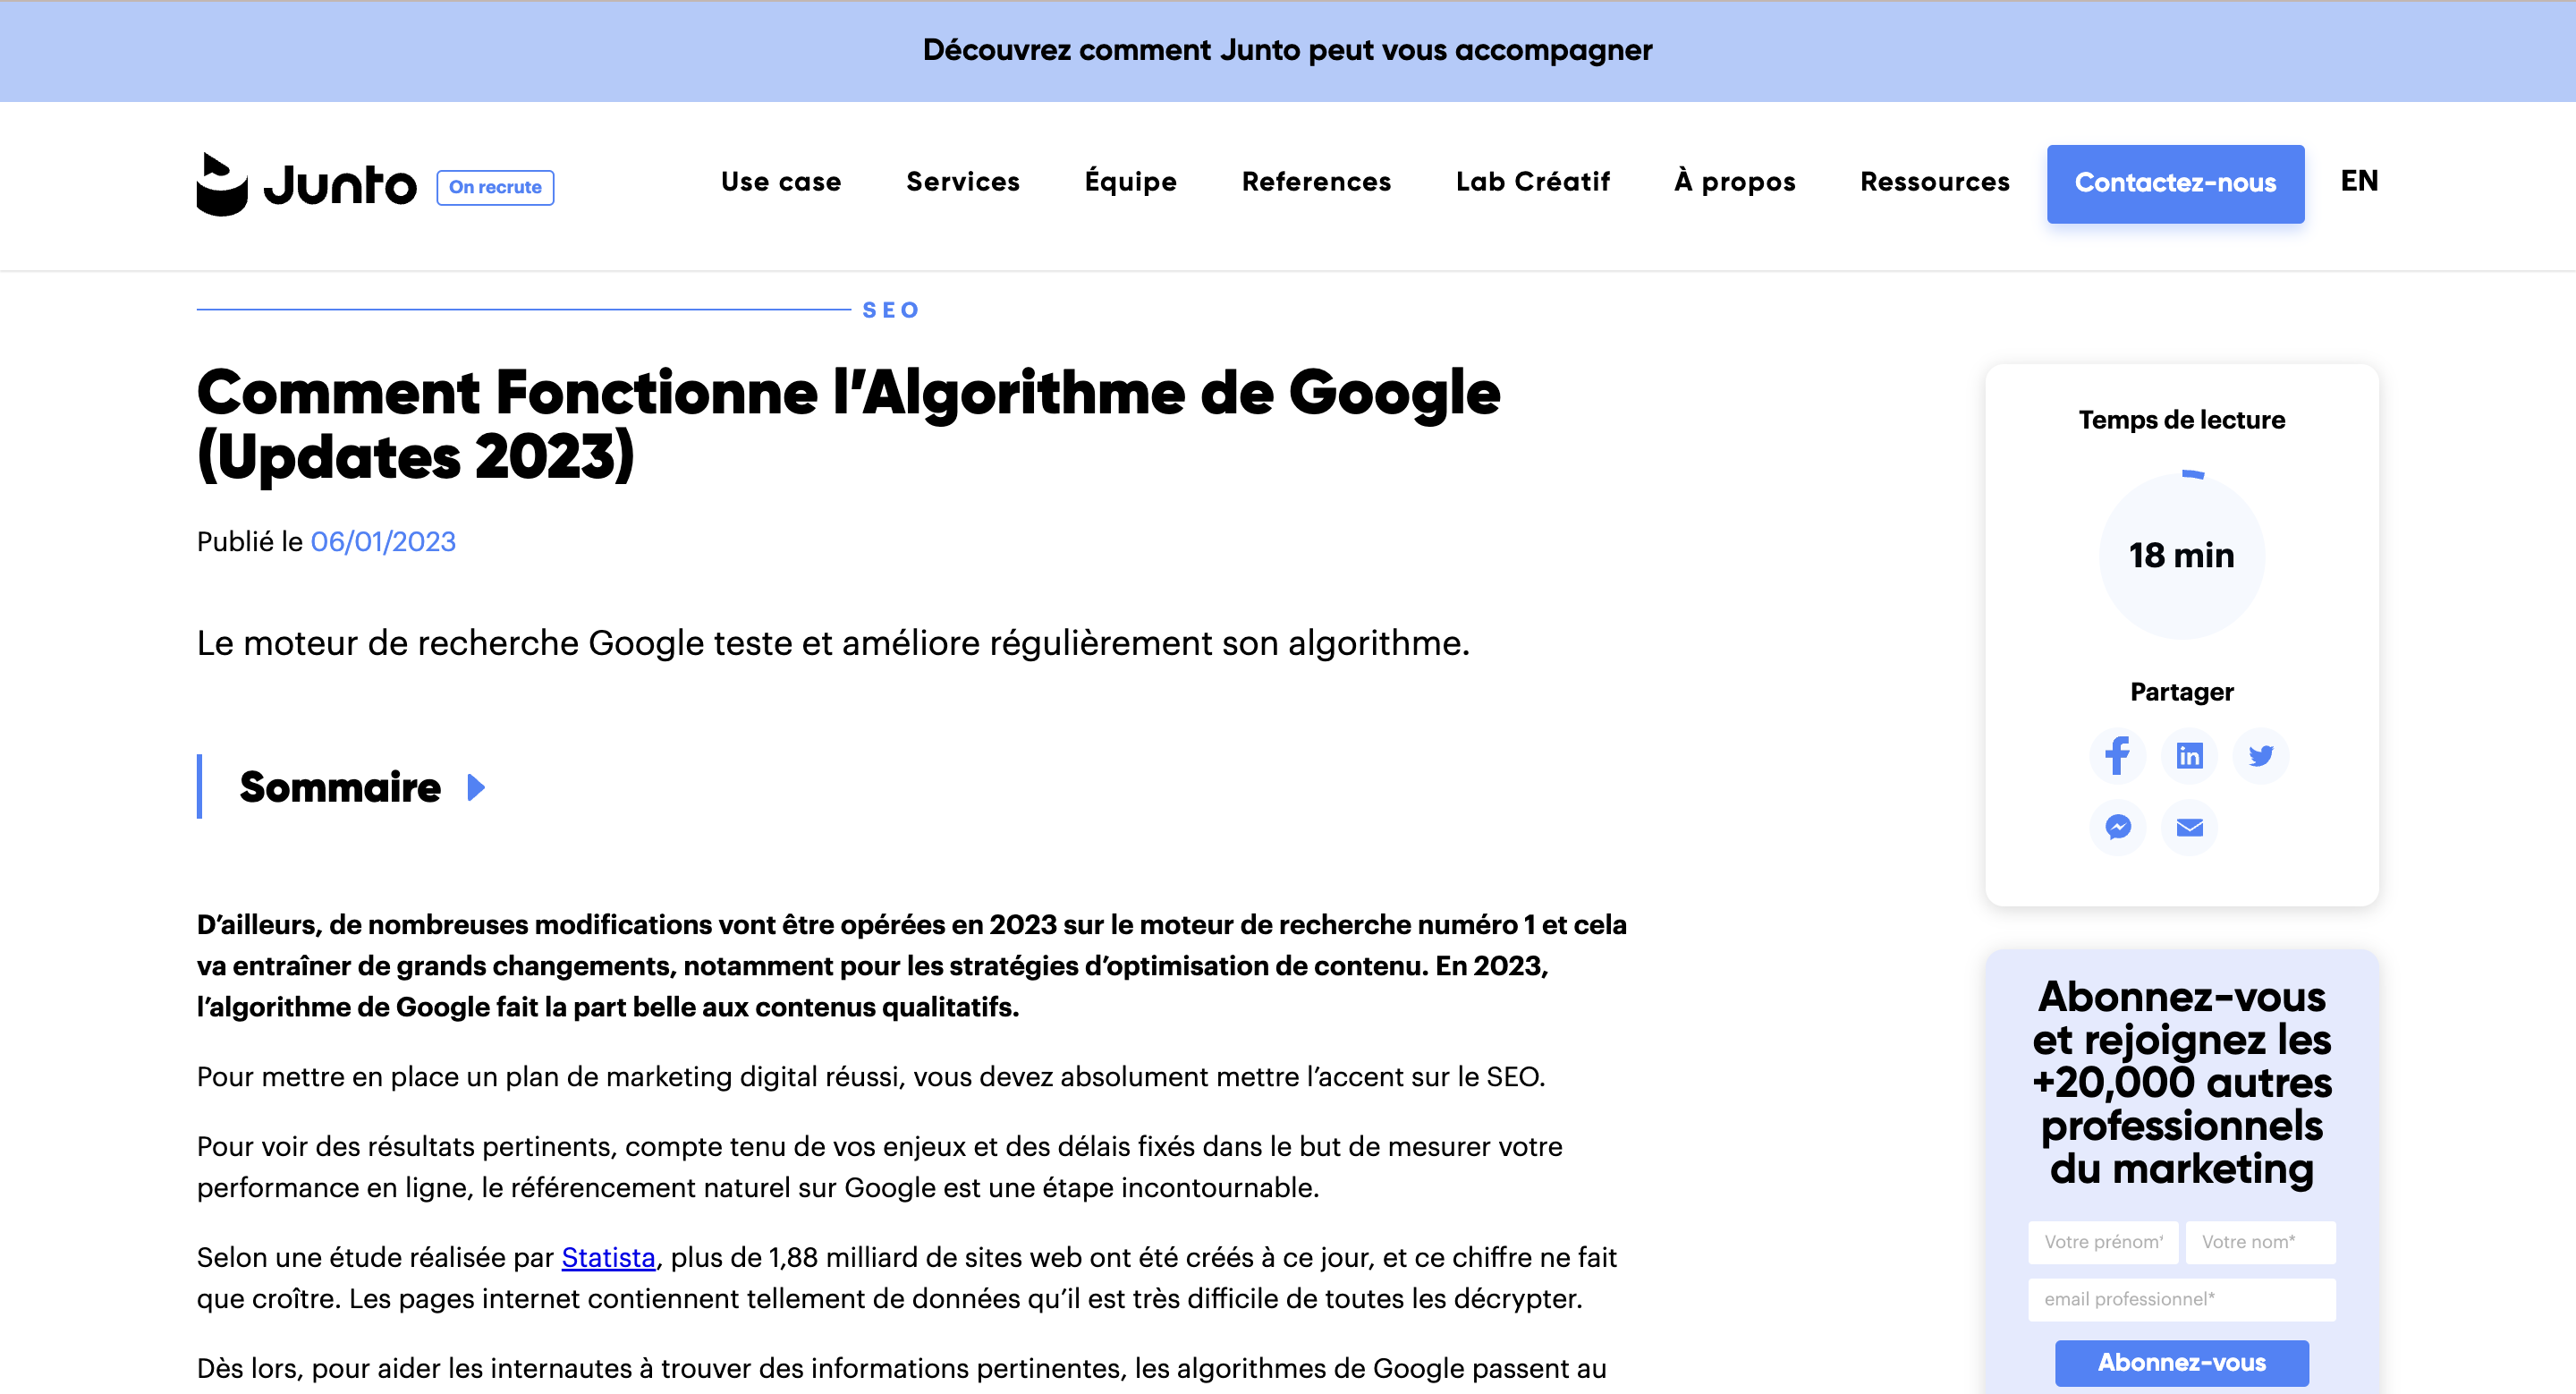 Découvrez comment Junto peut vous accompagner
Junto
On recrute
Use case
Services
Équipe
References
Lab Créatif
À propos
Ressources
Contactez-nous
EN
SEO
Comment Fonctionne l’Algorithme de Google
(Updates 2023)
Publié le 06/01/2023
Le moteur de recherche Google teste et améliore régulièrement son algorithme.
Sommaire
D’ailleurs, de nombreuses modifications vont être opérées en 2023 sur le moteur de recherche numéro 1 et cela
va entraîner de grands changements, notamment pour les stratégies d’optimisation de contenu. En 2023,
l’algorithme de Google fait la part belle aux contenus qualitatifs.
Pour mettre en place un plan de marketing digital réussi, vous devez absolument mettre l’accent sur le SEO.
Pour voir des résultats pertinents, compte tenu de vos enjeux et des délais fixés dans le but de mesurer votre
performance en ligne, le référencement naturel sur Google est une étape incontournable.
Selon une étude réalisée par Statista, plus de 1,88 milliard de sites web ont été créés à ce jour, et ce chiffre ne fait
que croître. Les pages internet contiennent tellement de données qu’il est très difficile de toutes les décrypter.
Dès lors, pour aider les internautes à trouver des informations pertinentes, les algorithmes de Google passent au
Temps de lecture
18 min
Partager
Abonnez-vous
et rejoignez les
+20,000 autres
professionnels
du marketing
Votre prénom*
Votre nom*
email professionnel*
Abonnez-vous